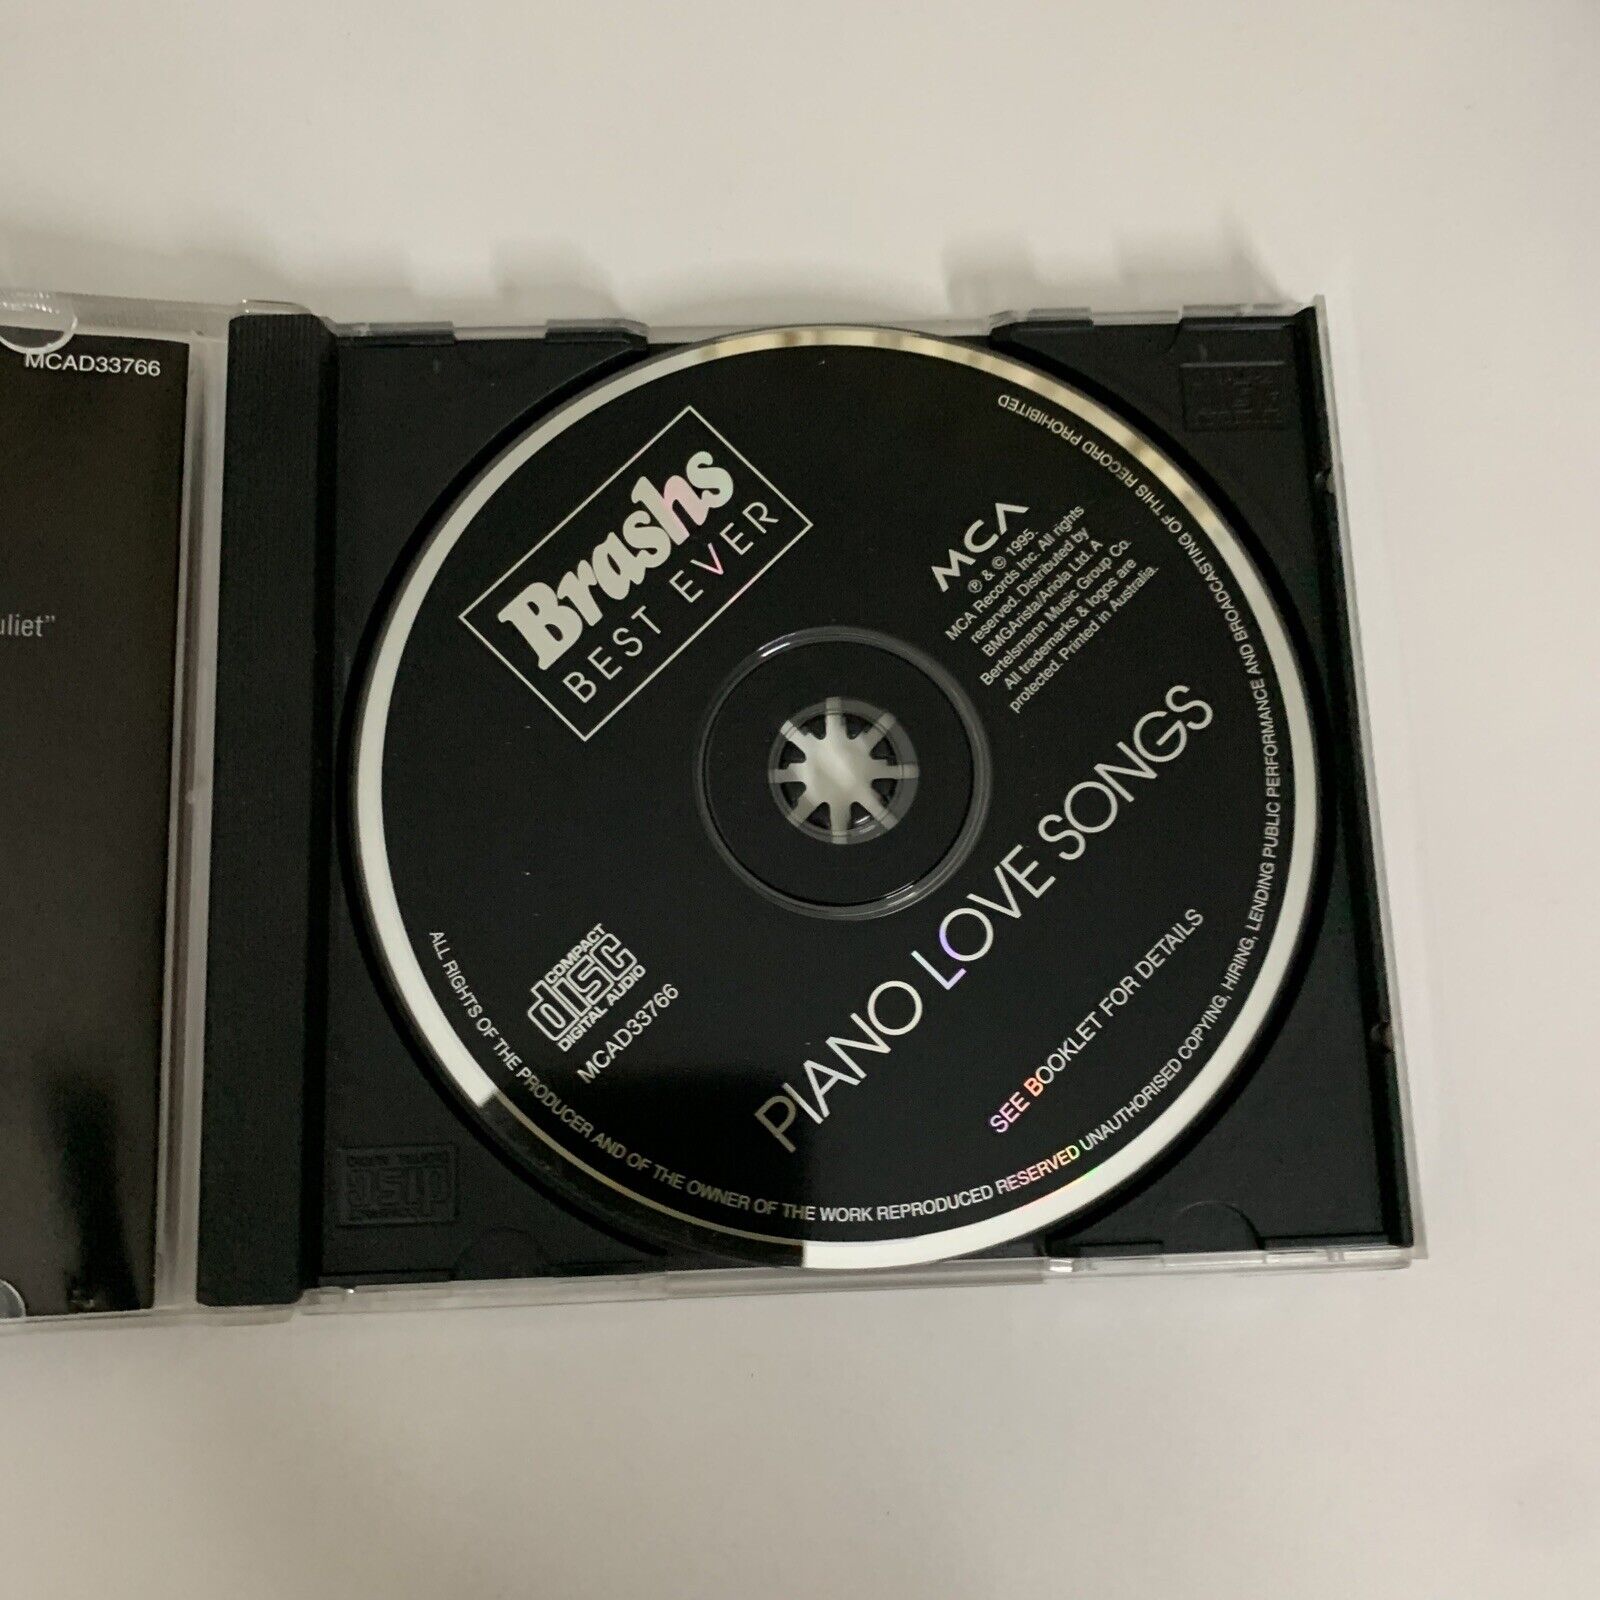 MCAD33766
uliet"
Brashs
BEST EVER
MCA
℗ & © 1995.
MCA Records Inc. All rights
reserved. Distributed by
BMGArista/Ariola Ltd. A
Bertelsmann Music Group Co.
All trademarks & logos are
protected. Printed in Australia.
COMPACT
disc
DIGITAL AUDIO
MCAD33766
PIANO LOVE SONGS
SEE BOOKLET FOR DETAILS
ALL RIGHTS OF THE PRODUCER AND OF THE OWNER OF THE WORK REPRODUCED RESERVED UNAUTHORISED COPYING, HIRING, LENDING PUBLIC PERFORMANCE AND BROADCASTING OF THIS RECORD PROHIBITED